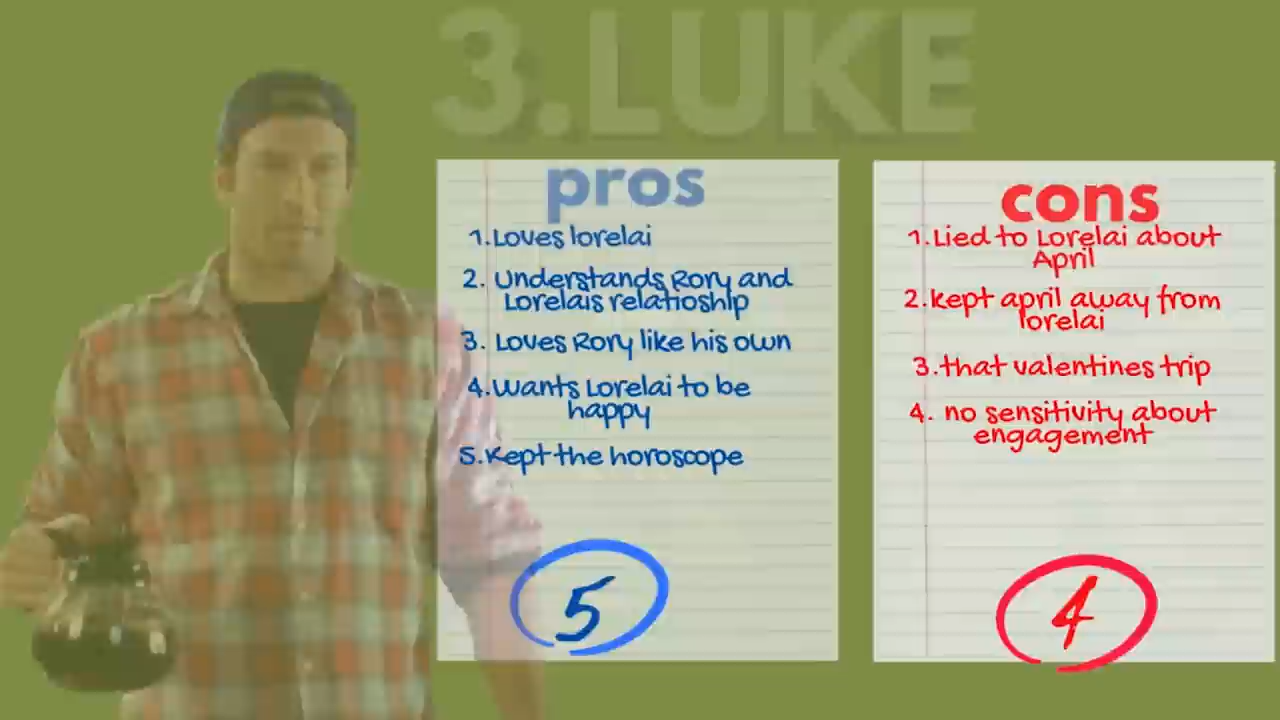 3.LUKE
pros
1.Loves lorelai
2. Understands Rory and
Lorelais relatioship
3. Loves Rory like his own
4.Wants Lorelai to be
happy
5.Kept the horoscope
5
cons
1.Lied to Lorelai about
April
2.kept april away from
lorelai
3.that valentines trip
4. no sensitivity about
engagement
4